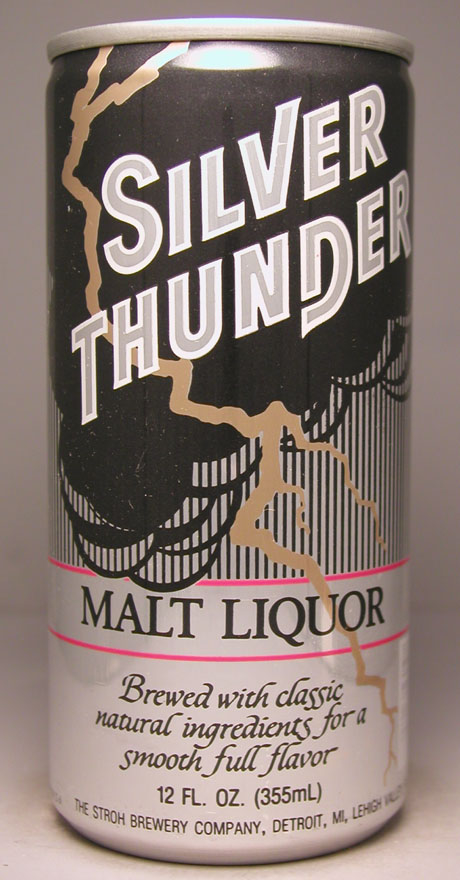 SILVER
THUNDER
MALT LIQUOR
Brewed with classic
natural ingredients for a
smooth full flavor
12 FL. OZ. (355mL)
THE STROH BREWERY COMPANY, DETROIT, MI, LEHIGH VALLEY